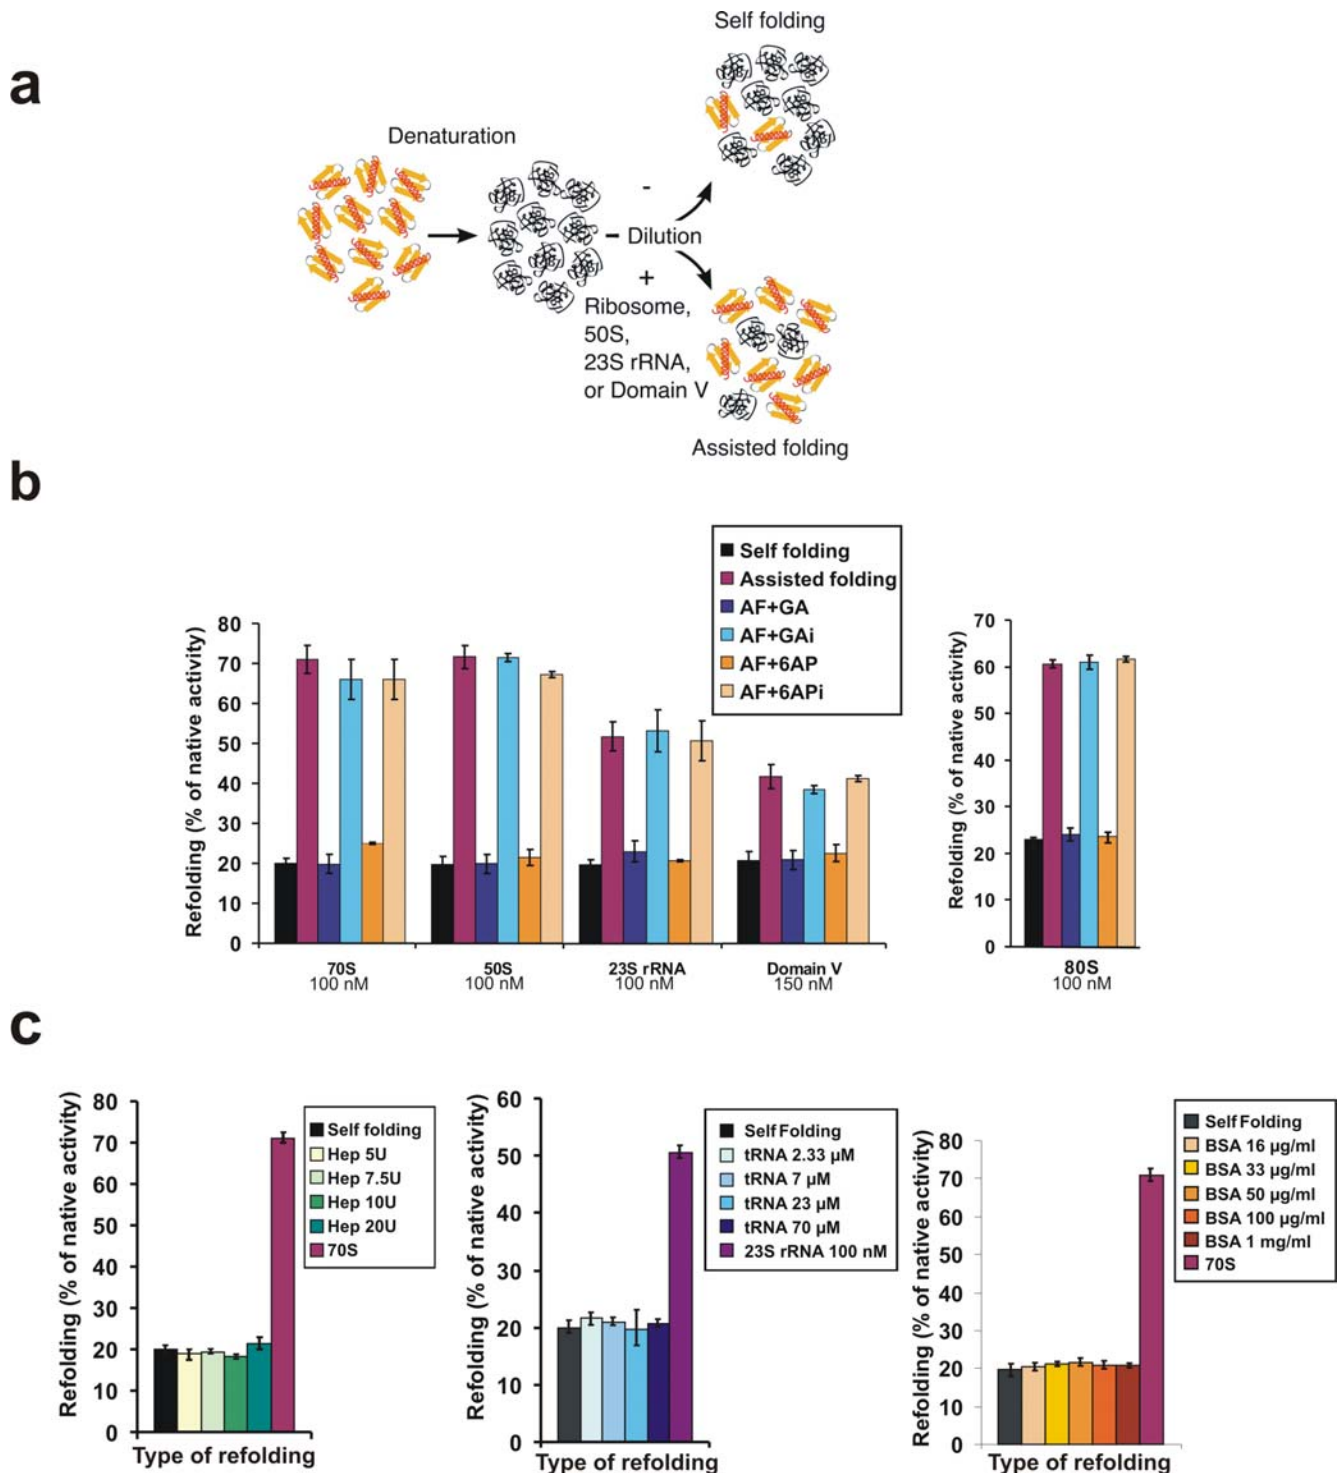 a
Self folding
Denaturation
-
Dilution
+
Ribosome,
50S,
23S rRNA,
or Domain V
Assisted folding
b
Self folding
Assisted folding
AF+GA
AF+GAi
AF+6AP
AF+6APi
Refolding (% of native activity)
80
70
60
50
40
30
20
10
0
70S
100 nM
50S
100 nM
23S rRNA
100 nM
Domain V
150 nM
Refolding (% of native activity)
70
60
50
40
30
20
10
0
80S
100 nM
c
Refolding (% of native activity)
80
70
60
50
40
30
20
10
0
Type of refolding
Self folding
Hep 5U
Hep 7.5U
Hep 10U
Hep 20U
70S
Refolding (% of native activity)
60
50
40
30
20
10
0
Type of refolding
Self Folding
tRNA 2.33 µM
tRNA 7 µM
tRNA 23 µM
tRNA 70 µM
23S rRNA 100 nM
Refolding (% of native activity)
80
70
60
50
40
30
20
10
0
Type of refolding
Self Folding
BSA 16 µg/ml
BSA 33 µg/ml
BSA 50 µg/ml
BSA 100 µg/ml
BSA 1 mg/ml
70S